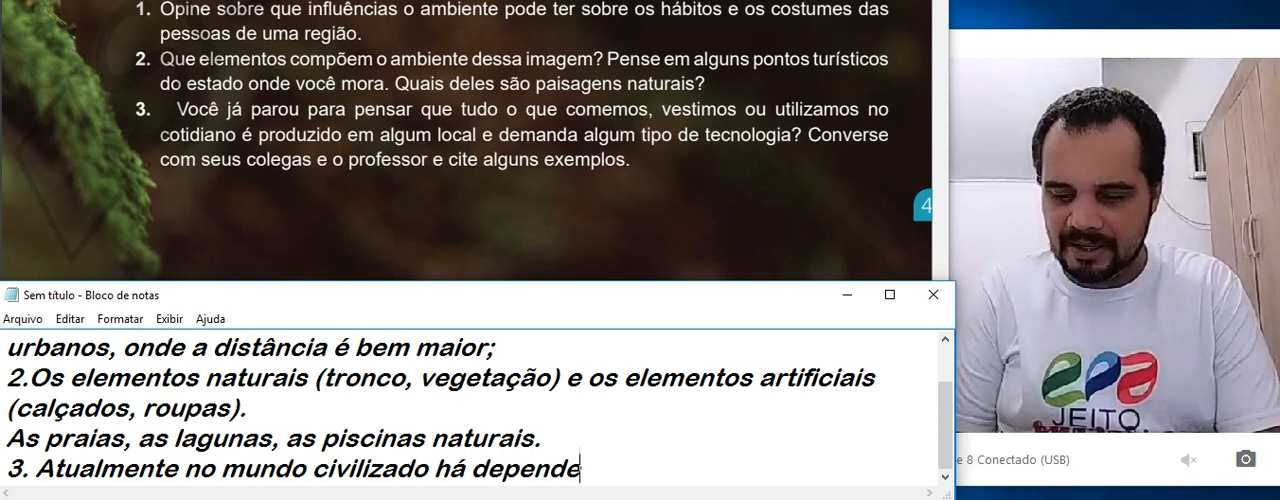 1. Opine sobre que influências o ambiente pode ter sobre os hábitos e os costumes das
pessoas de uma região.
2. Que elementos compõem o ambiente dessa imagem? Pense em alguns pontos turísticos
do estado onde você mora. Quais deles são paisagens naturais?
3. Você já parou para pensar que tudo o que comemos, vestimos ou utilizamos no
cotidiano é produzido em algum local e demanda algum tipo de tecnologia? Converse
com seus colegas e o professor e cite alguns exemplos.
4
Sem título - Bloco de notas
Arquivo Editar Formatar Exibir Ajuda
urbanos, onde a distância é bem maior;
2.Os elementos naturais (tronco, vegetação) e os elementos artificiais
(calçados, roupas).
As praias, as lagunas, as piscinas naturais.
3. Atualmente no mundo civilizado há depende
epa
JEITO
e 8 Conectado (USB)